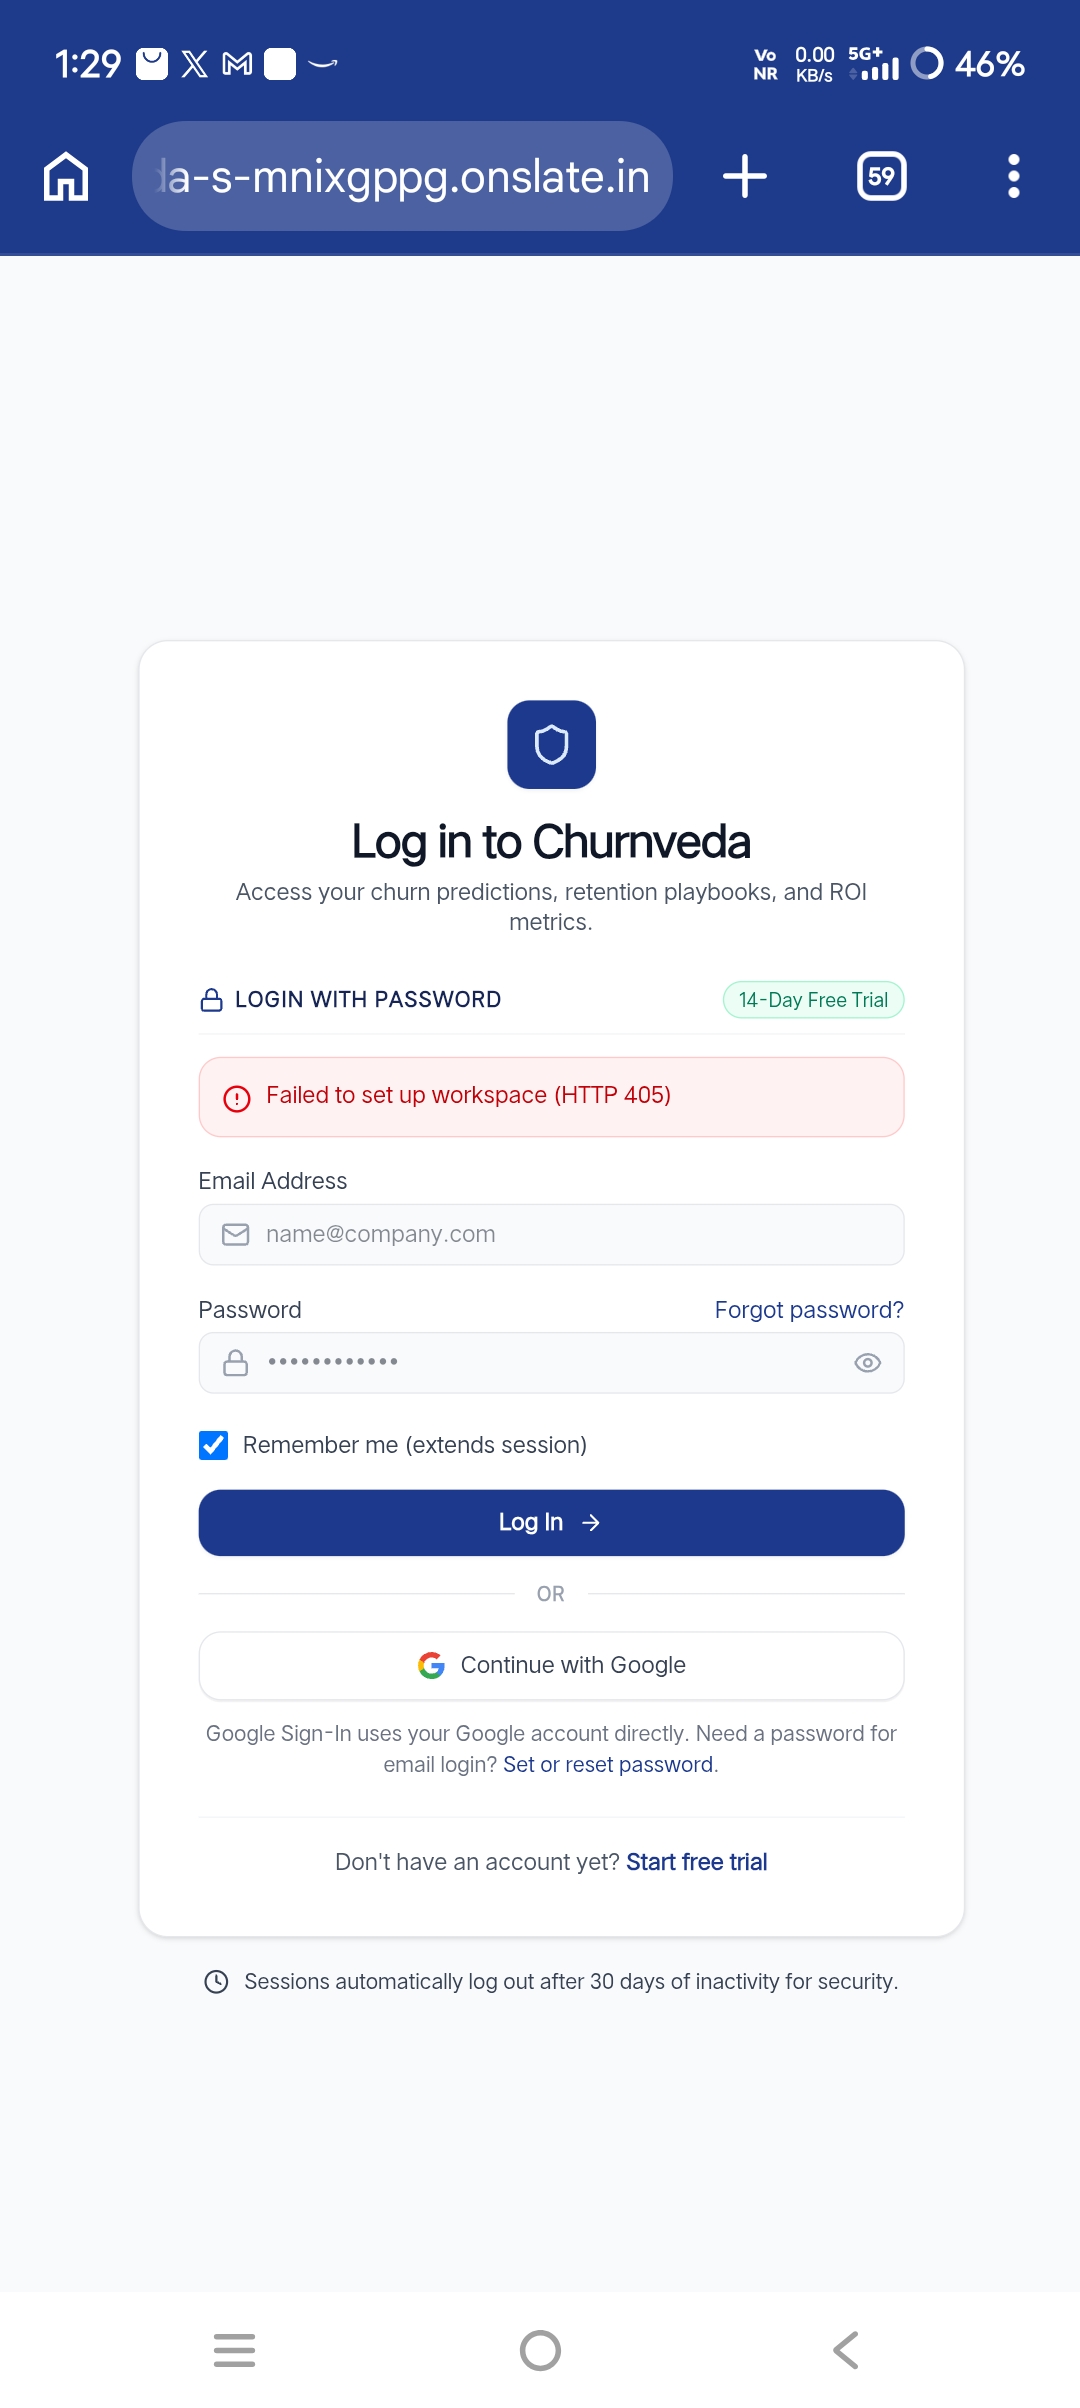 1:29
Vo NR
0.00 KB/s
5G+
46%
a-s-mnixgppg.onslate.in
59
Log in to Churnveda
Access your churn predictions, retention playbooks, and ROI
metrics.
LOGIN WITH PASSWORD
14-Day Free Trial
Failed to set up workspace (HTTP 405)
Email Address
name@company.com
Password
Forgot password?
Remember me (extends session)
Log In
OR
Continue with Google
Google Sign-In uses your Google account directly. Need a password for
email login? Set or reset password.
Don't have an account yet? Start free trial
Sessions automatically log out after 30 days of inactivity for security.